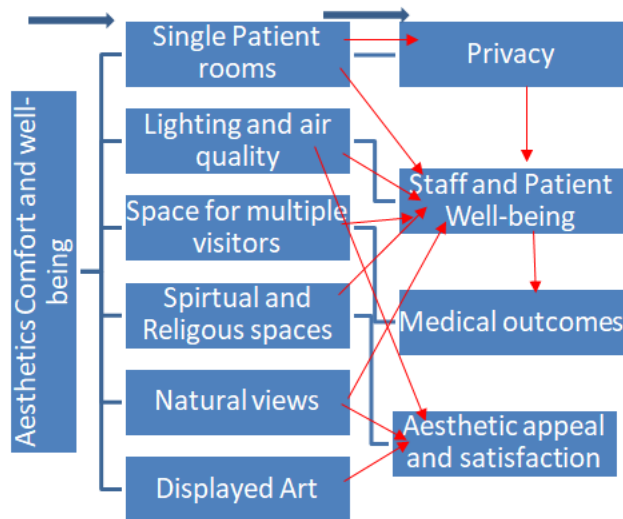 Aesthetics Comfort and well-
being
Single Patient
rooms
Lighting and air
quality
Space for multiple
visitors
Spirtual and
Religous spaces
Natural views
Displayed Art
Privacy
Staff and Patient
Well-being
Medical outcomes
Aesthetic appeal
and satisfaction